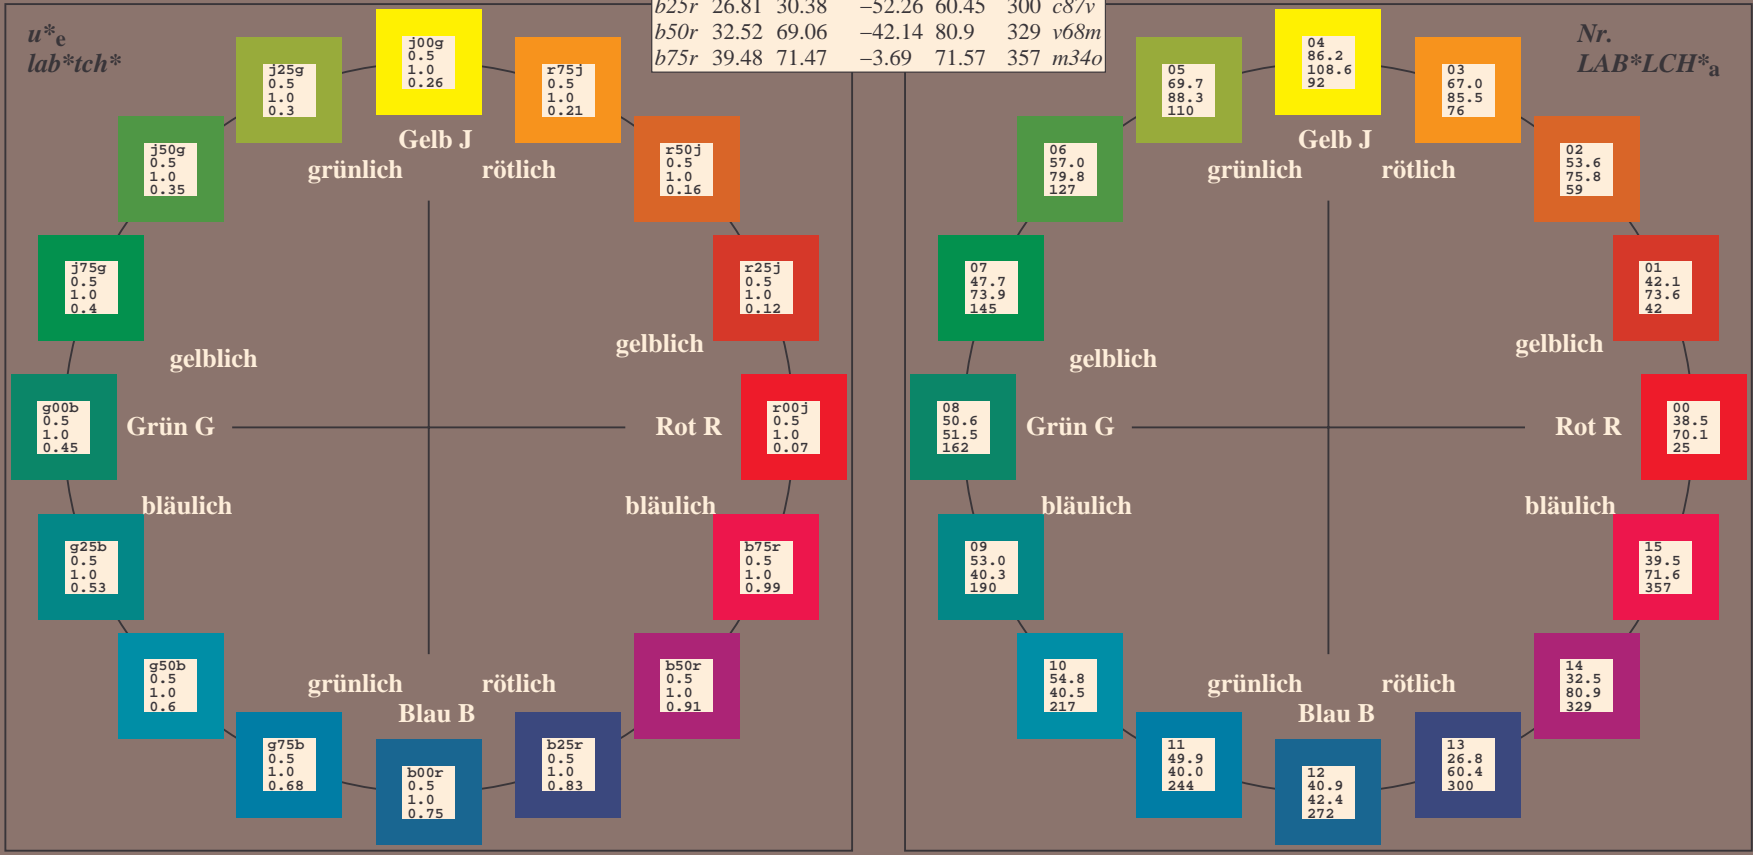 b25r 26.81 30.38 −52.26 60.45 300 c87v
b50r 32.52 69.06 −42.14 80.9 329 v68m
b75r 39.48 71.47 −3.69 71.57 357 m34o
u*e
lab*tch*
j00g
0.5
1.0
0.26
r75j
0.5
1.0
0.21
r50j
0.5
1.0
0.16
r25j
0.5
1.0
0.12
r00j
0.5
1.0
0.07
b75r
0.5
1.0
0.99
b50r
0.5
1.0
0.91
b25r
0.5
1.0
0.83
b00r
0.5
1.0
0.75
g75b
0.5
1.0
0.68
g50b
0.5
1.0
0.6
g25b
0.5
1.0
0.53
g00b
0.5
1.0
0.45
j75g
0.5
1.0
0.4
j50g
0.5
1.0
0.35
j25g
0.5
1.0
0.3
Gelb J
grünlich rötlich
gelblich
gelblich
Grün G
Rot R
bläulich
bläulich
grünlich rötlich
Blau B
Nr.
LAB*LCH*a
04
86.2
108.6
92
03
67.0
85.5
76
02
53.6
75.8
59
01
42.1
73.6
42
00
38.5
70.1
25
15
39.5
71.6
357
14
32.5
80.9
329
13
26.8
60.4
300
12
40.9
42.4
272
11
49.9
40.0
244
10
54.8
40.5
217
09
53.0
40.3
190
08
50.6
51.5
162
07
47.7
73.9
145
06
57.0
79.8
127
05
69.7
88.3
110
Gelb J
grünlich rötlich
gelblich
gelblich
Grün G
Rot R
bläulich
bläulich
grünlich rötlich
Blau B